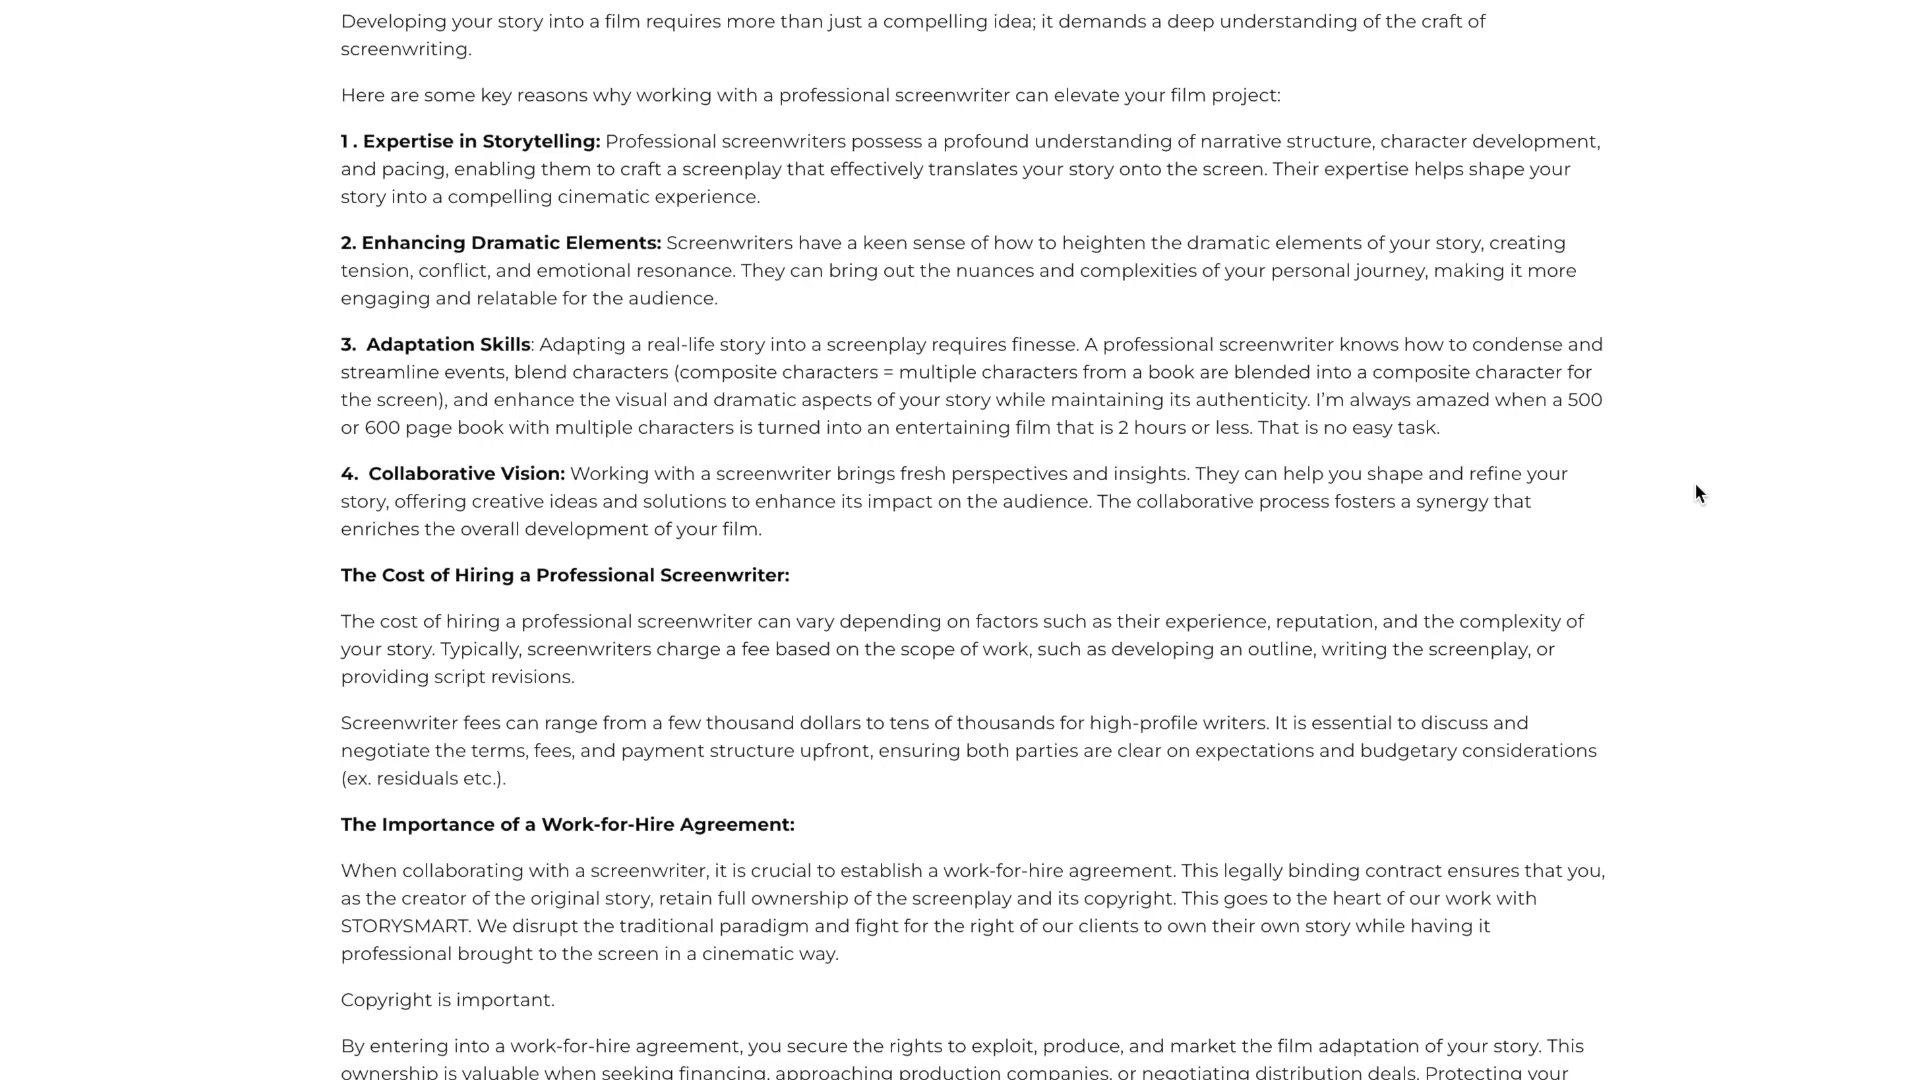 Developing your story into a film requires more than just a compelling idea; it demands a deep understanding of the craft of
screenwriting.
Here are some key reasons why working with a professional screenwriter can elevate your film project:
1 . Expertise in Storytelling: Professional screenwriters possess a profound understanding of narrative structure, character development,
and pacing, enabling them to craft a screenplay that effectively translates your story onto the screen. Their expertise helps shape your
story into a compelling cinematic experience.
2. Enhancing Dramatic Elements: Screenwriters have a keen sense of how to heighten the dramatic elements of your story, creating
tension, conflict, and emotional resonance. They can bring out the nuances and complexities of your personal journey, making it more
engaging and relatable for the audience.
3.  Adaptation Skills: Adapting a real-life story into a screenplay requires finesse. A professional screenwriter knows how to condense and
streamline events, blend characters (composite characters = multiple characters from a book are blended into a composite character for
the screen), and enhance the visual and dramatic aspects of your story while maintaining its authenticity. I’m always amazed when a 500
or 600 page book with multiple characters is turned into an entertaining film that is 2 hours or less. That is no easy task.
4.  Collaborative Vision: Working with a screenwriter brings fresh perspectives and insights. They can help you shape and refine your
story, offering creative ideas and solutions to enhance its impact on the audience. The collaborative process fosters a synergy that
enriches the overall development of your film.
The Cost of Hiring a Professional Screenwriter:
The cost of hiring a professional screenwriter can vary depending on factors such as their experience, reputation, and the complexity of
your story. Typically, screenwriters charge a fee based on the scope of work, such as developing an outline, writing the screenplay, or
providing script revisions.
Screenwriter fees can range from a few thousand dollars to tens of thousands for high-profile writers. It is essential to discuss and
negotiate the terms, fees, and payment structure upfront, ensuring both parties are clear on expectations and budgetary considerations
(ex. residuals etc.).
The Importance of a Work-for-Hire Agreement:
When collaborating with a screenwriter, it is crucial to establish a work-for-hire agreement. This legally binding contract ensures that you,
as the creator of the original story, retain full ownership of the screenplay and its copyright. This goes to the heart of our work with
STORYSMART. We disrupt the traditional paradigm and fight for the right of our clients to own their own story while having it
professional brought to the screen in a cinematic way.
Copyright is important.
By entering into a work-for-hire agreement, you secure the rights to exploit, produce, and market the film adaptation of your story. This
ownership is valuable when seeking financing, approaching production companies, or negotiating distribution deals. Protecting your